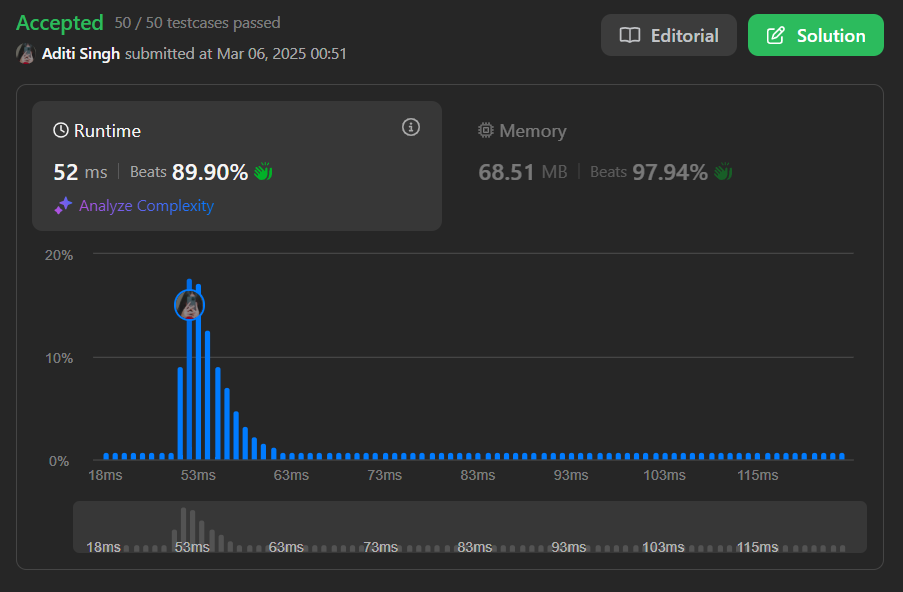 Accepted 50 / 50 testcases passed
Editorial
Solution
Aditi Singh submitted at Mar 06, 2025 00:51
Runtime
Memory
52 ms Beats 89.90%
68.51 MB Beats 97.94%
Analyze Complexity
20%
10%
0%
18ms 53ms 63ms 73ms 83ms 93ms 103ms 115ms
18ms 53ms 63ms 73ms 83ms 93ms 103ms 115ms